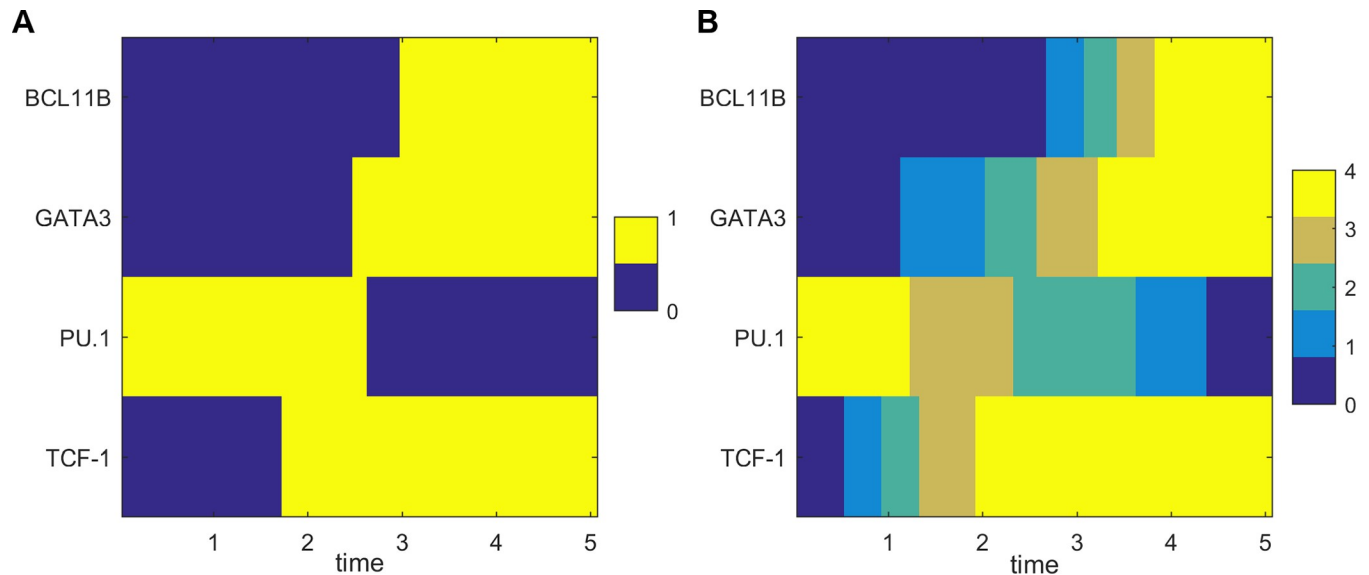 A
BCL11B
GATA3
PU.1
TCF-1
1 2 3 4 5
time
1
0
B
BCL11B
GATA3
PU.1
TCF-1
1 2 3 4 5
time
4
3
2
1
0